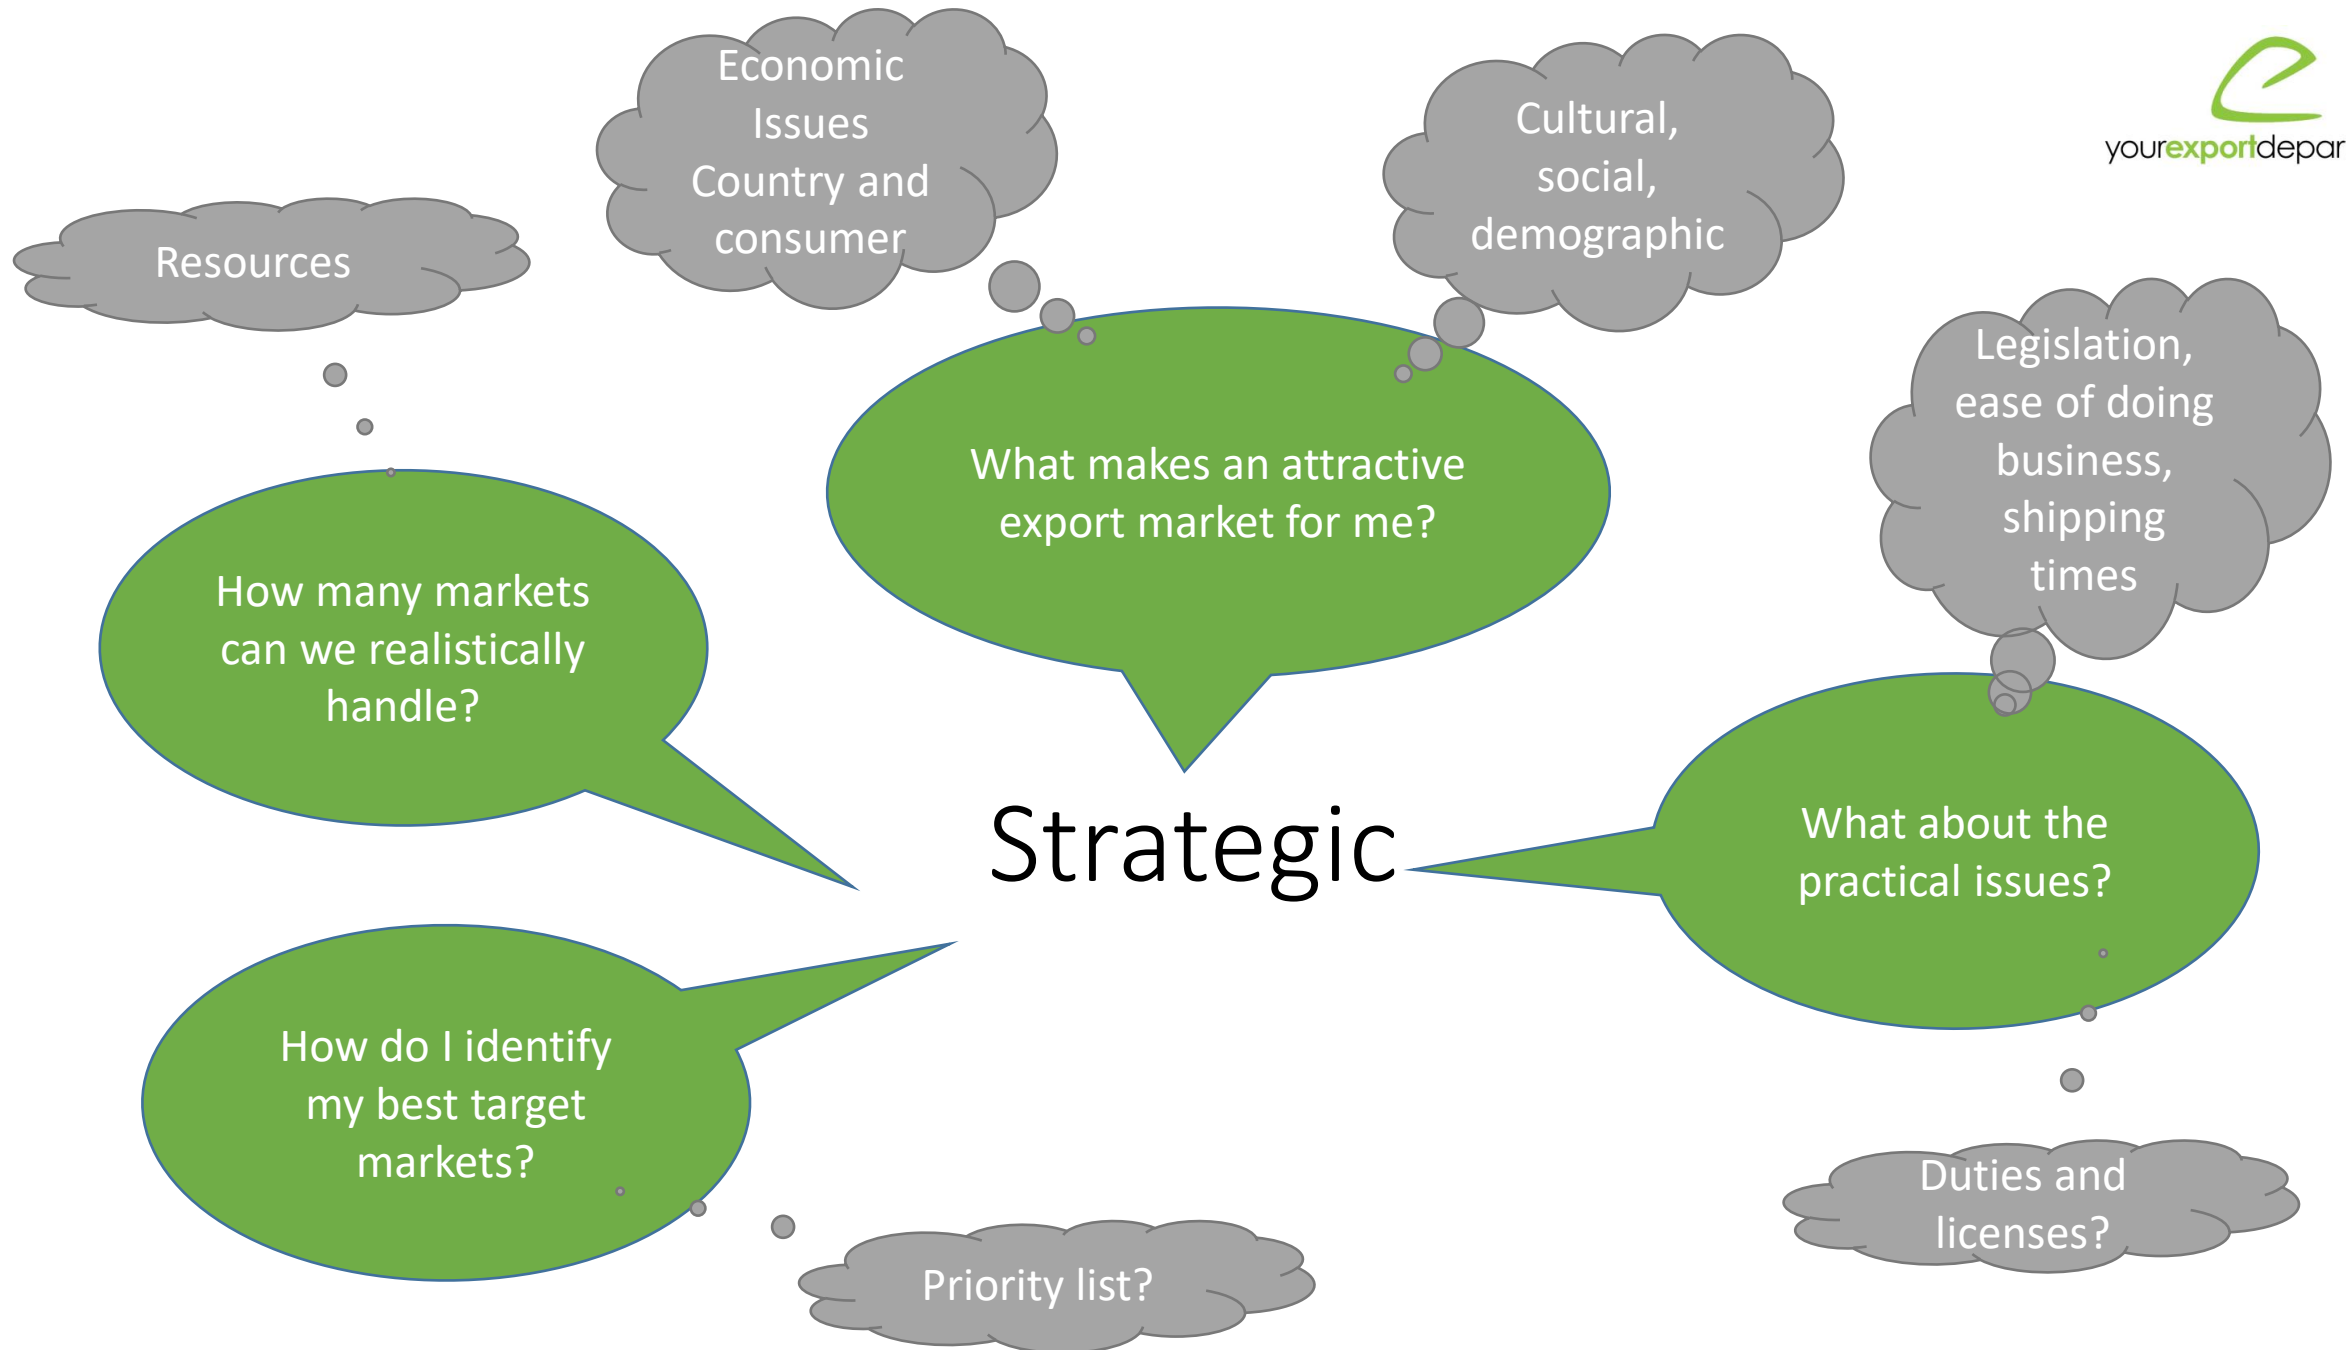 Economic
Issues
Country and
consumer
Cultural,
social,
demographic
yourexportdepar
Resources
Legislation,
ease of doing
business,
shipping
times
What makes an attractive
export market for me?
How many markets
can we realistically
handle?
Strategic
What about the
practical issues?
How do I identify
my best target
markets?
Duties and
licenses?
Priority list?